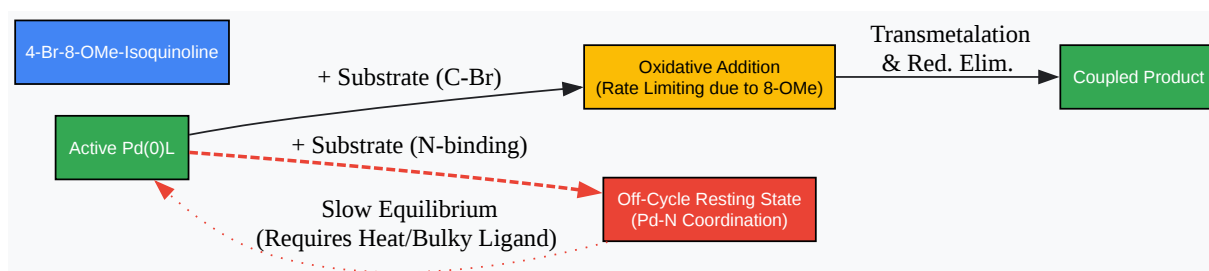 4-Br-8-OMe-Isoquinoline
Active Pd(0)L
+ Substrate (C-Br)
+ Substrate (N-binding)
Oxidative Addition
(Rate Limiting due to 8-OMe)
Transmetalation
& Red. Elim.
Coupled Product
Off-Cycle Resting State
(Pd-N Coordination)
Slow Equilibrium
(Requires Heat/Bulky Ligand)